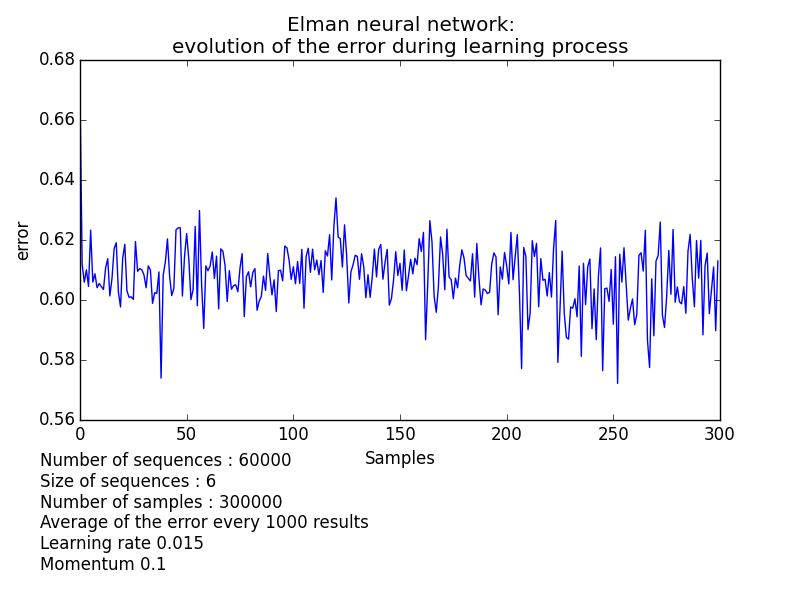 Elman neural network:
evolution of the error during learning process
0.68
0.66
0.64
0.62
0.60
0.58
0.56
error
0 50 100 150 200 250 300
Samples
Number of sequences : 60000
Size of sequences : 6
Number of samples : 300000
Average of the error every 1000 results
Learning rate 0.015
Momentum 0.1